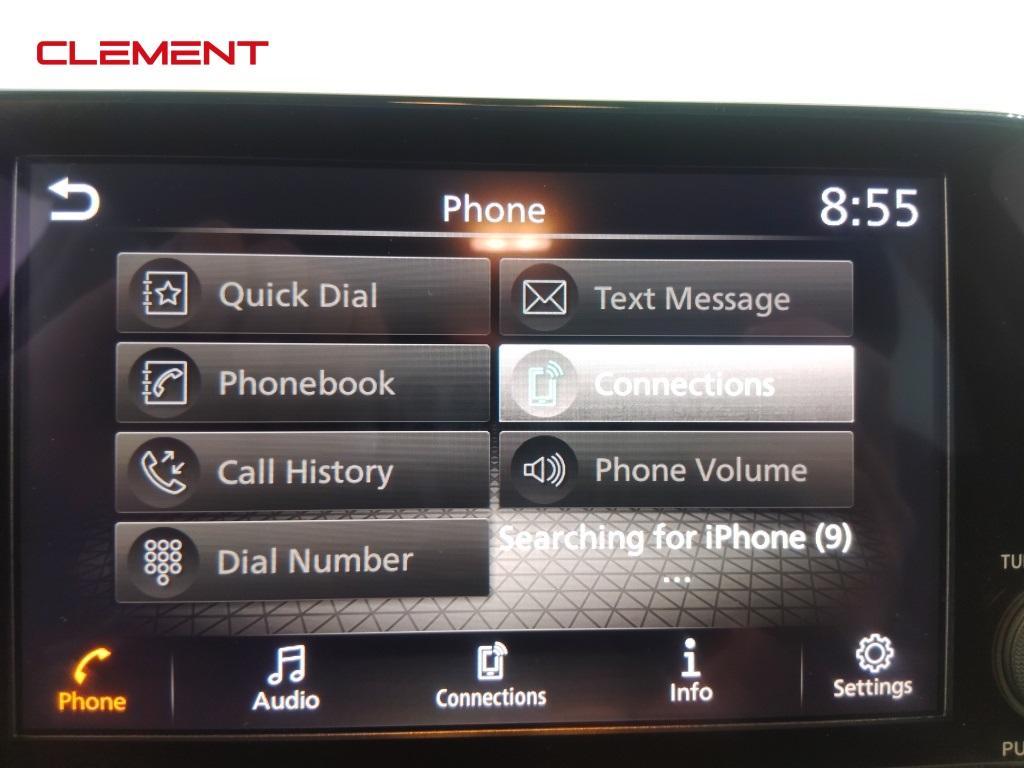 CLEMENT
Phone
8:55
Quick Dial
Text Message
Phonebook
Connections
Call History
Phone Volume
Dial Number
Searching for iPhone (9)
...
Phone
Audio
Connections
Info
Settings